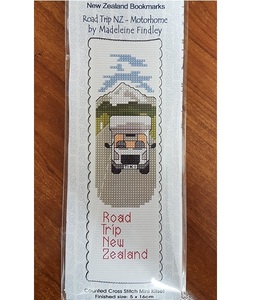 New Zealand Bookmarks
Road Trip NZ - Motorhome
by Madeleine Findley
Road
Trip
New
Zealand
Counted Cross Stitch Mini Kitset
Finished size: 5 x 16cm